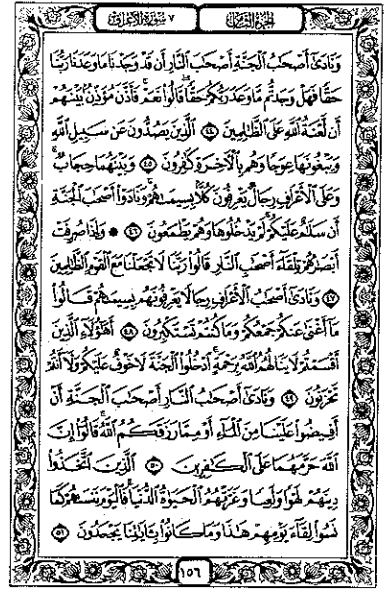 الجزء الثامن ٧ سورة الأعراف
وَنَادَىٰٓ أَصْحَٰبُ ٱلْجَنَّةِ أَصْحَٰبَ ٱلنَّارِ أَن قَدْ وَجَدْنَا مَا وَعَدَنَا رَبُّنَا
حَقًّا فَهَلْ وَجَدتُّم مَّا وَعَدَ رَبُّكُمْ حَقًّا ۖ قَالُوا۟ نَعَمْ ۚ فَأَذَّنَ مُؤَذِّنٌۢ بَيْنَهُمْ
أَن لَّعْنَةُ ٱللَّهِ عَلَى ٱلظَّٰلِمِينَ ٤٤ ٱلَّذِينَ يَصُدُّونَ عَن سَبِيلِ ٱللَّهِ
وَيَبْغُونَهَا عِوَجًا وَهُم بِٱلْءَاخِرَةِ كَٰفِرُونَ ٤٥ وَبَيْنَهُمَا حِجَابٌ ۚ
وَعَلَى ٱلْأَعْرَافِ رِجَالٌ يَعْرِفُونَ كُلًّۢا بِسِيمَىٰهُمْ ۚ وَنَادَوْا۟ أَصْحَٰبَ ٱلْجَنَّةِ
أَن سَلَٰمٌ عَلَيْكُمْ ۚ لَمْ يَدْخُلُوهَا وَهُمْ يَطْمَعُونَ ٤٦ ۞ وَإِذَا صُرِفَتْ
أَبْصَٰرُهُمْ تِلْقَآءَ أَصْحَٰبِ ٱلنَّارِ قَالُوا۟ رَبَّنَا لَا تَجْعَلْنَا مَعَ ٱلْقَوْمِ ٱلظَّٰلِمِينَ
٤٧ وَنَادَىٰٓ أَصْحَٰبُ ٱلْأَعْرَافِ رِجَالًا يَعْرِفُونَهُم بِسِيمَىٰهُمْ قَالُوا۟
مَآ أَغْنَىٰ عَنكُمْ جَمْعُكُمْ وَمَا كُنتُمْ تَسْتَكْبِرُونَ ٤٨ أَهَٰٓؤُلَآءِ ٱلَّذِينَ
أَقْسَمْتُمْ لَا يَنَالُهُمُ ٱللَّهُ بِرَحْمَةٍ ۚ ٱدْخُلُوا۟ ٱلْجَنَّةَ لَا خَوْفٌ عَلَيْكُمْ وَلَآ أَنتُمْ
تَحْزَنُونَ ٤٩ وَنَادَىٰٓ أَصْحَٰبُ ٱلنَّارِ أَصْحَٰبَ ٱلْجَنَّةِ أَنْ
أَفِيضُوا۟ عَلَيْنَا مِنَ ٱلْمَآءِ أَوْ مِمَّا رَزَقَكُمُ ٱللَّهُ ۚ قَالُوٓا۟ إِنَّ
ٱللَّهَ حَرَّمَهُمَا عَلَى ٱلْكَٰفِرِينَ ٥٠ ٱلَّذِينَ ٱتَّخَذُوا۟
دِينَهُمْ لَهْوًا وَلَعِبًا وَغَرَّتْهُمُ ٱلْحَيَوٰةُ ٱلدُّنْيَا ۚ فَٱلْيَوْمَ نَنسَىٰهُمْ كَمَا
نَسُوا۟ لِقَآءَ يَوْمِهِمْ هَٰذَا وَمَا كَانُوا۟ بِـَٔايَٰتِنَا يَجْحَدُونَ ٥١
١٥٦